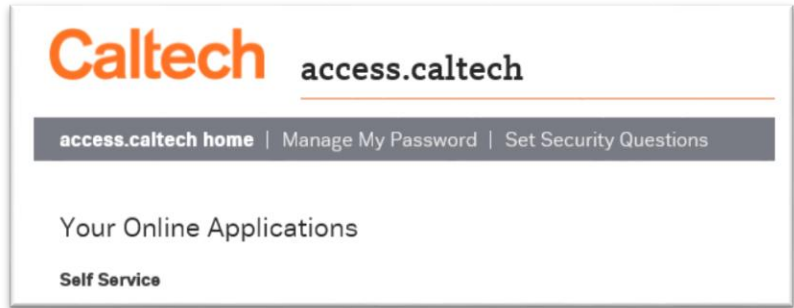 Caltech access.caltech
access.caltech home | Manage My Password | Set Security Questions
Your Online Applications
Self Service